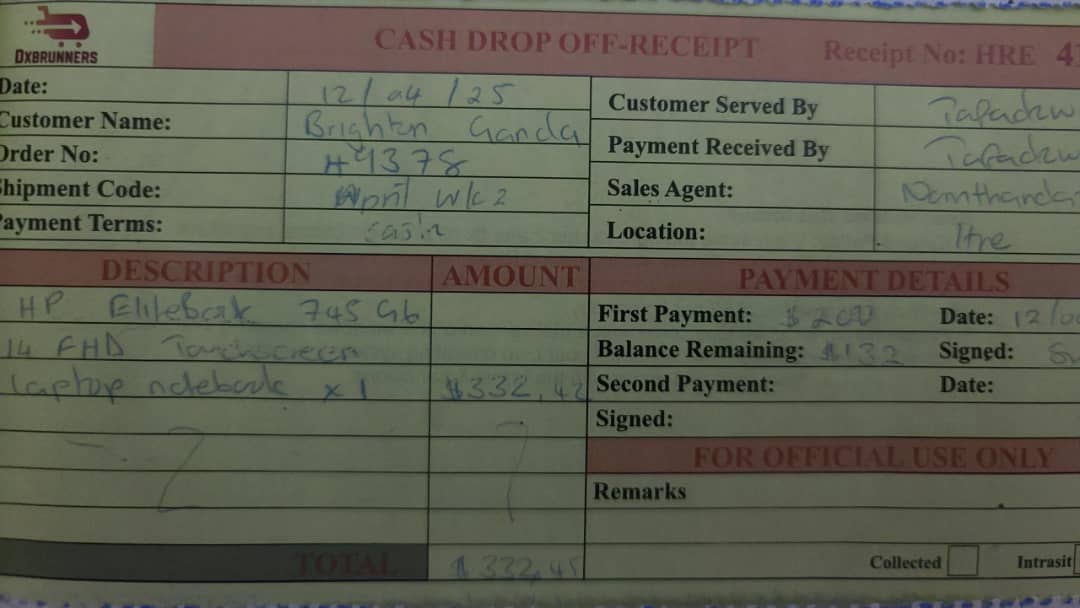 DXBRUNNERS
CASH DROP OFF-RECEIPT
Receipt No: HRE
Date: 12/04/25
Customer Name: Brighton Ganda
Order No: #9378
Shipment Code: April wk 2
Payment Terms: cash
Customer Served By
Payment Received By
Sales Agent:
Location: Hre
DESCRIPTION AMOUNT
HP Elitebook 745 G6
14 FHD Touchscreen
laptop notebook x 1 $332,42
TOTAL $332,45
PAYMENT DETAILS
First Payment: $200 Date: 12/
Balance Remaining: $132 Signed:
Second Payment: Date:
Signed:
FOR OFFICIAL USE ONLY
Remarks
Collected Intrasit